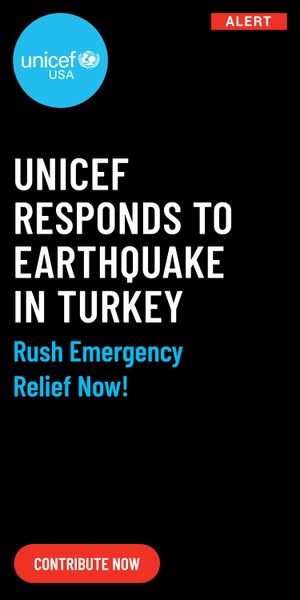 unicef
USA
ALERT
UNICEF
RESPONDS TO
EARTHQUAKE
IN TURKEY
Rush Emergency
Relief Now!
CONTRIBUTE NOW